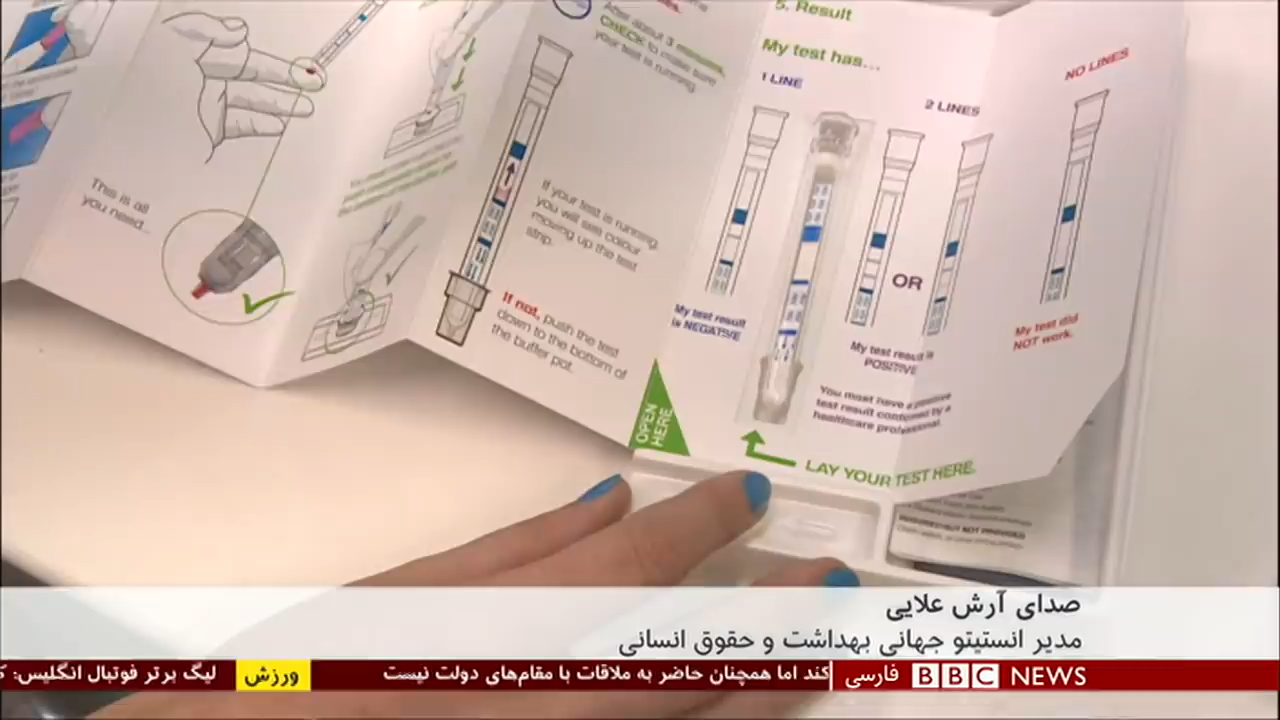 This is all
you need...
After about 3 minutes,
CHECK to make sure
your test is running.
If your test is running,
you will see colour
moving up the test
strip.
If not, push the test
down to the bottom of
the buffer pot.
5. Result
My test has...
1 LINE
2 LINES
NO LINES
OR
My test result
is NEGATIVE
My test result is
POSITIVE
My test did
NOT work.
You must have a positive
test result confirmed by a
healthcare professional.
OPEN
HERE
LAY YOUR TEST HERE.
صدای آرش علایی
مدیر انستیتو جهانی بهداشت و حقوق انسانی
BBC NEWS فارسی
کند اما همچنان حاضر به ملاقات با مقام‌های دولت نیست
ورزش
لیگ برتر فوتبال انگلیس: